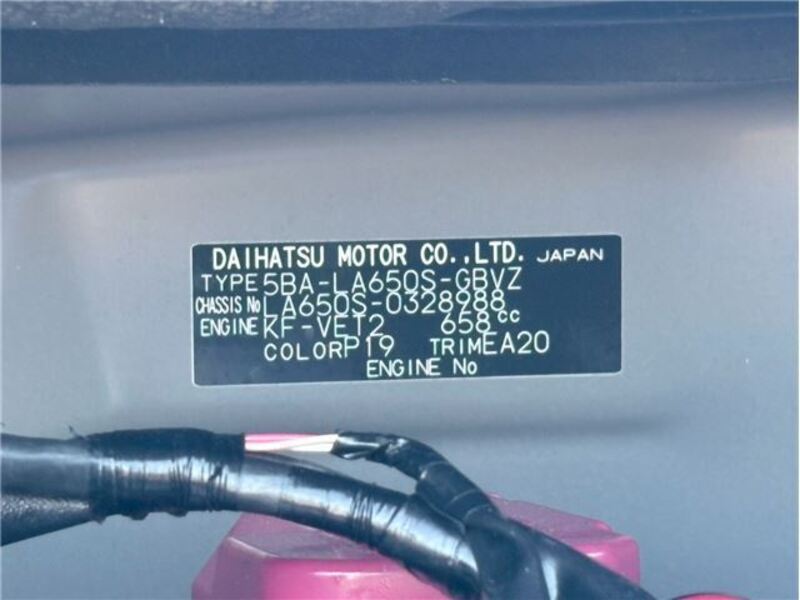 DAIHATSU MOTOR CO.,LTD. JAPAN
TYPE 5BA-LA650S-GBVZ
CHASSIS No LA650S-0328988
ENGINE KF-VET2 658cc
COLOR P19 TRIM EA20
ENGINE No